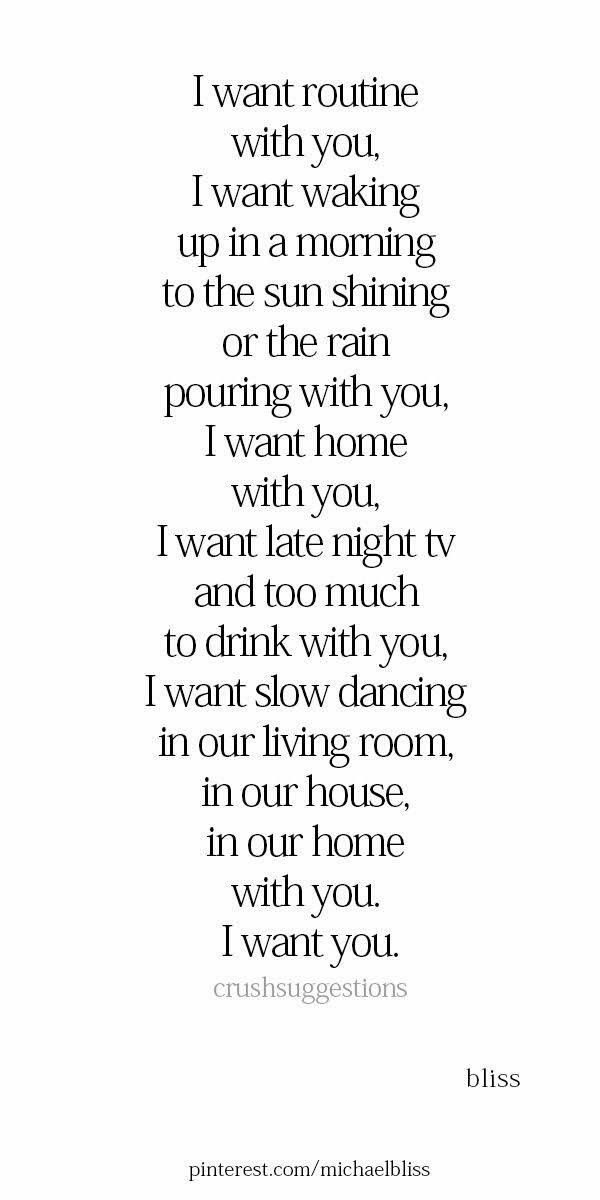 I want routine
with you,
I want waking
up in a morning
to the sun shining
or the rain
pouring with you,
I want home
with you,
I want late night tv
and too much
to drink with you,
I want slow dancing
in our living room,
in our house,
in our home
with you.
I want you.
crushsuggestions
bliss
pinterest.com/michaelbliss